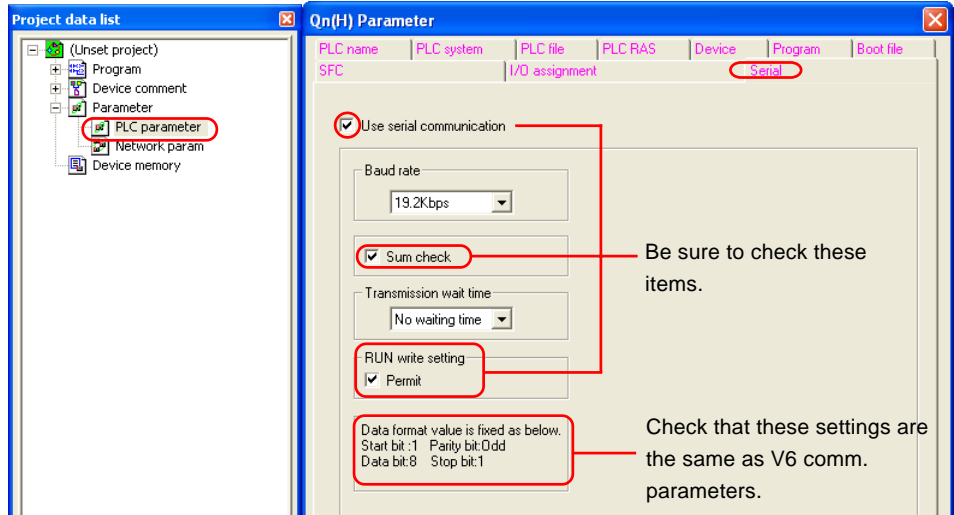 Project data list
(Unset project)
Program
Device comment
Parameter
PLC parameter
Network param
Device memory
Qn(H) Parameter
PLC name PLC system PLC file PLC RAS Device Program Boot file
SFC I/O assignment Serial
Use serial communication
Baud rate
19.2Kbps
Sum check
Transmission wait time
No waiting time
RUN write setting
Permit
Data format value is fixed as below.
Start bit :1 Parity bit:Odd
Data bit:8 Stop bit:1
Be sure to check these
items.
Check that these settings are
the same as V6 comm.
parameters.